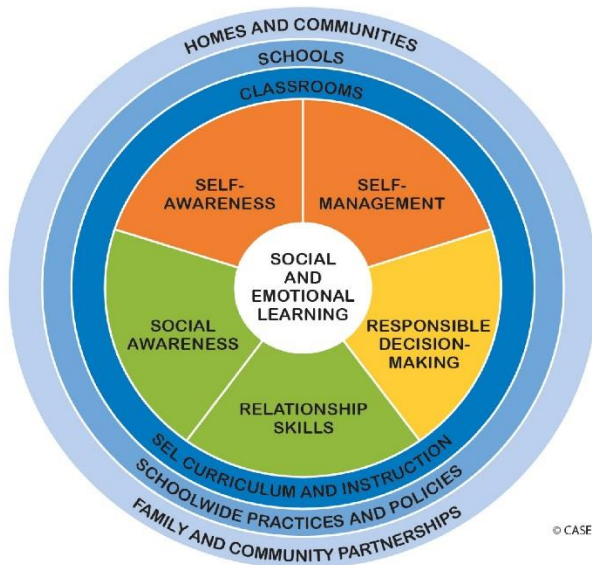 HOMES AND COMMUNITIES
SCHOOLS
CLASSROOMS
SELF-
AWARENESS
SELF-
MANAGEMENT
SOCIAL
AND
EMOTIONAL
LEARNING
SOCIAL
AWARENESS
RESPONSIBLE
DECISION-
MAKING
RELATIONSHIP
SKILLS
SEL CURRICULUM AND INSTRUCTION
SCHOOLWIDE PRACTICES AND POLICIES
FAMILY AND COMMUNITY PARTNERSHIPS
© CASE